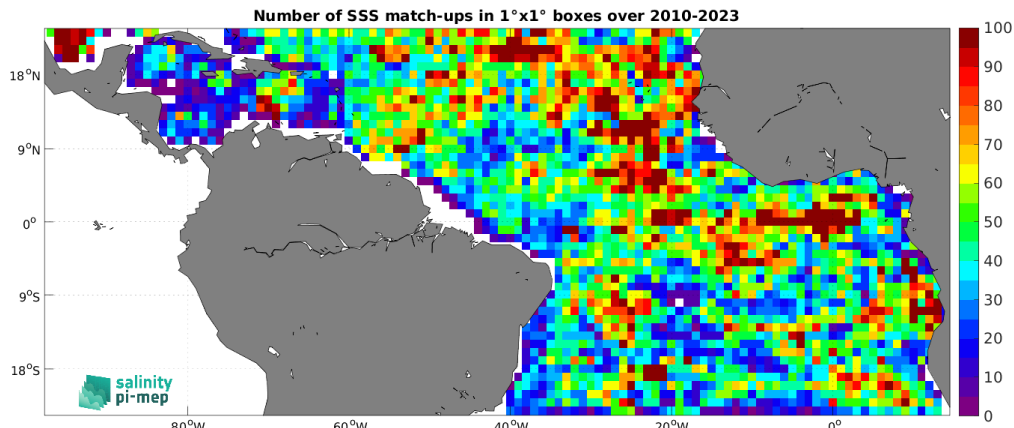 Number of SSS match-ups in 1°x1° boxes over 2010-2023
18°N
9°N
0°
9°S
18°S
80°W
60°W
40°W
20°W
0°
100
90
80
70
60
50
40
30
20
10
0
salinity
pi-mep